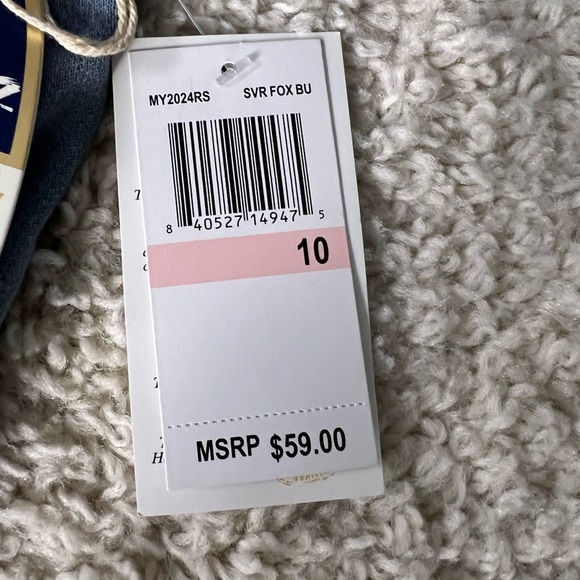 MY2024RS SVR FOX BU
8 40527 14947 5
10
MSRP $59.00